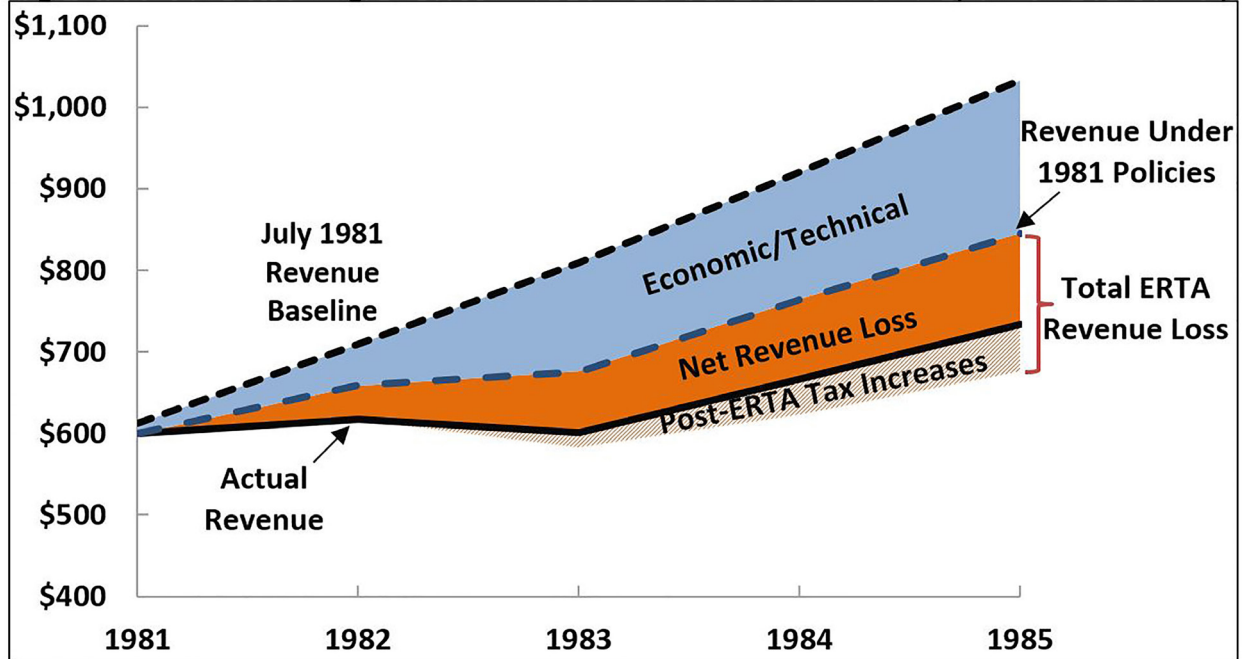 $1,100
$1,000
$900
$800
$700
$600
$500
$400
1981
1982
1983
1984
1985
July 1981
Revenue
Baseline
Actual
Revenue
Economic/Technical
Net Revenue Loss
Post-ERTA Tax Increases
Revenue Under
1981 Policies
Total ERTA
Revenue Loss